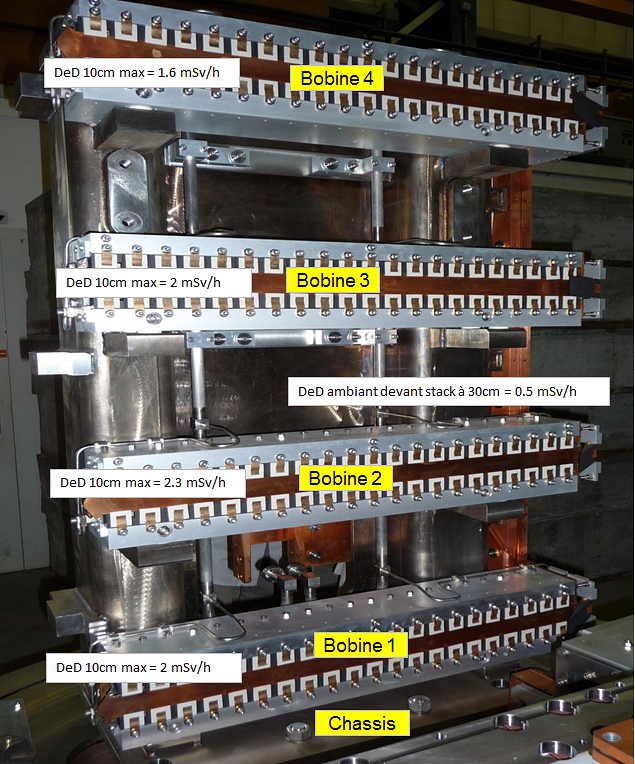 DeD 10cm max = 1.6 mSv/h
Bobine 4
DeD 10cm max = 2 mSv/h
Bobine 3
DeD ambiant devant stack à 30cm = 0.5 mSv/h
DeD 10cm max = 2.3 mSv/h
Bobine 2
Bobine 1
DeD 10cm max = 2 mSv/h
Chassis